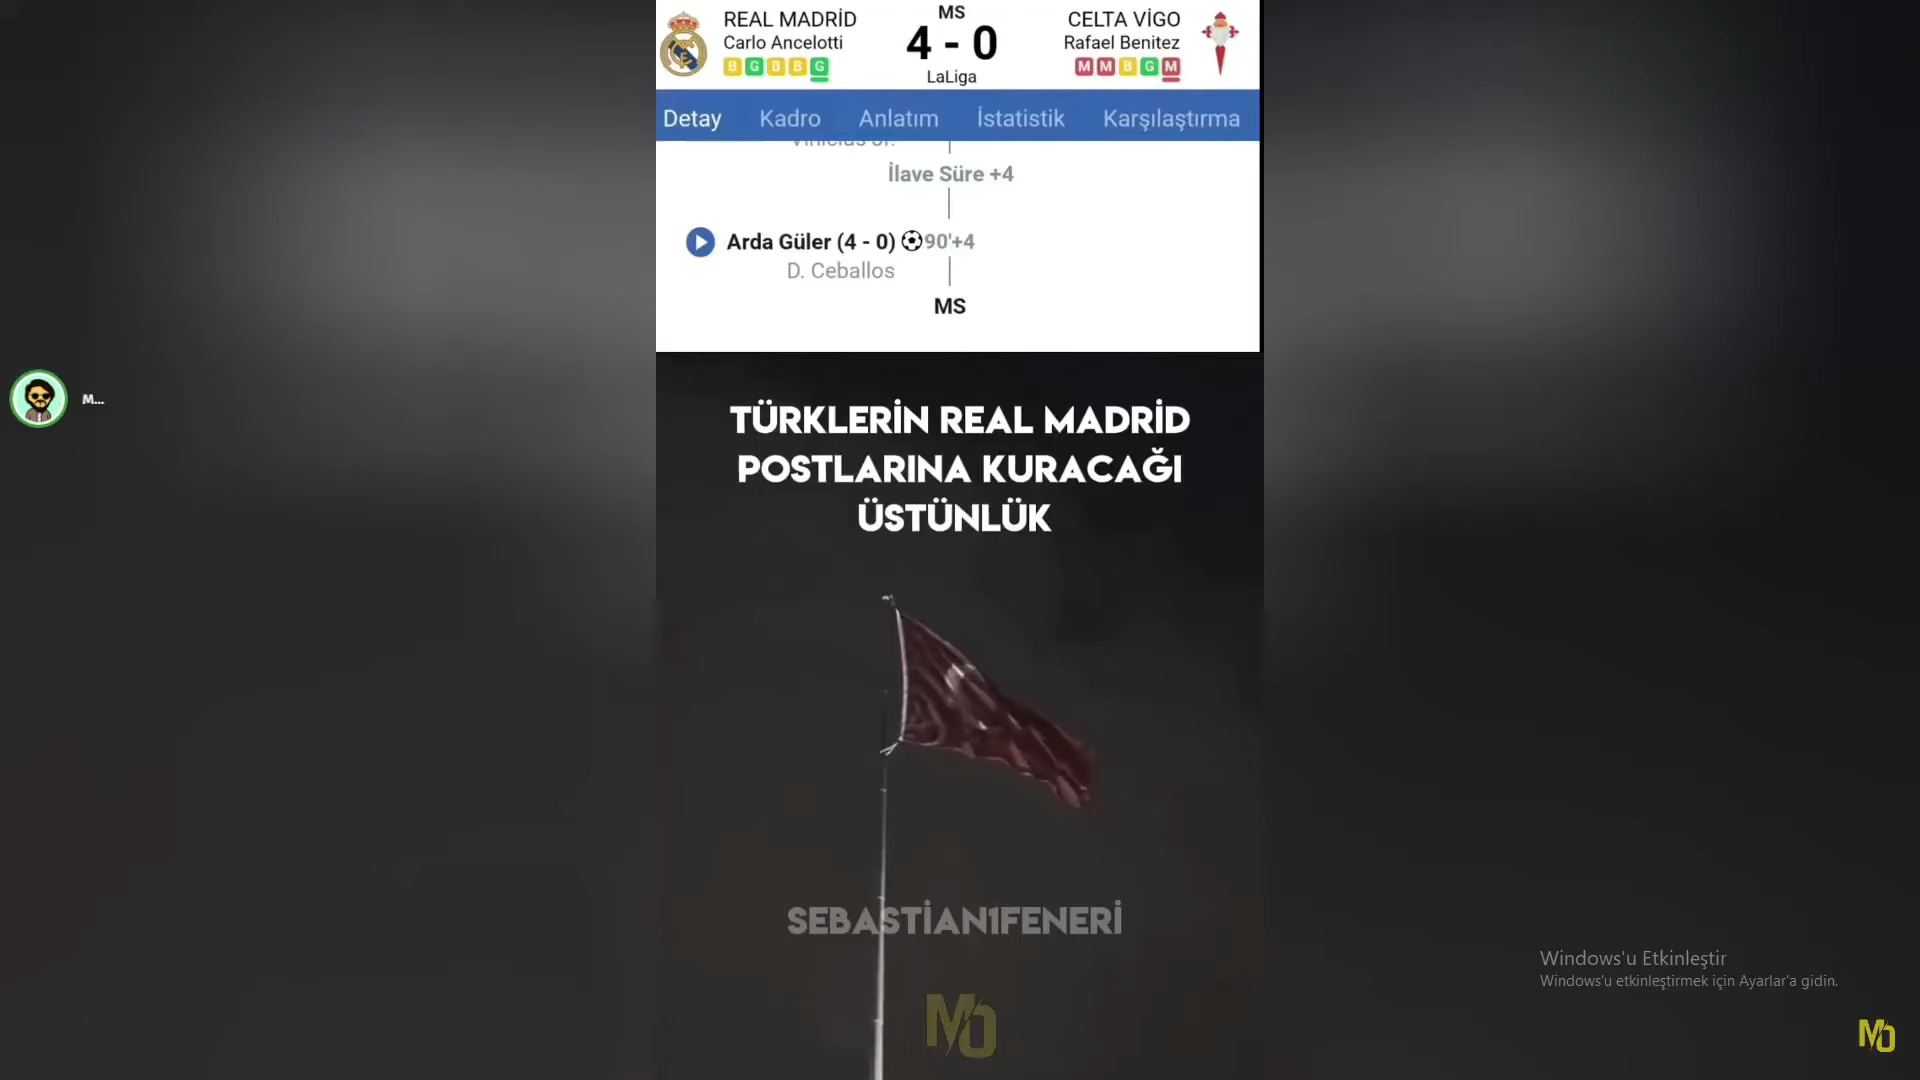 REAL MADRİD
Carlo Ancelotti
B G B B G
MS
4 - 0
LaLiga
CELTA VİGO
Rafael Benitez
M M B G M
Detay Kadro Anlatım İstatistik Karşılaştırma
İlave Süre +4
Arda Güler (4 - 0) 90'+4
D. Ceballos
MS
M...
TÜRKLERİN REAL MADRİD
POSTLARINA KURACAĞI
ÜSTÜNLÜK
SEBASTİAN1FENERİ
Windows'u Etkinleştir
Windows'u etkinleştirmek için Ayarlar'a gidin.
MO
MO